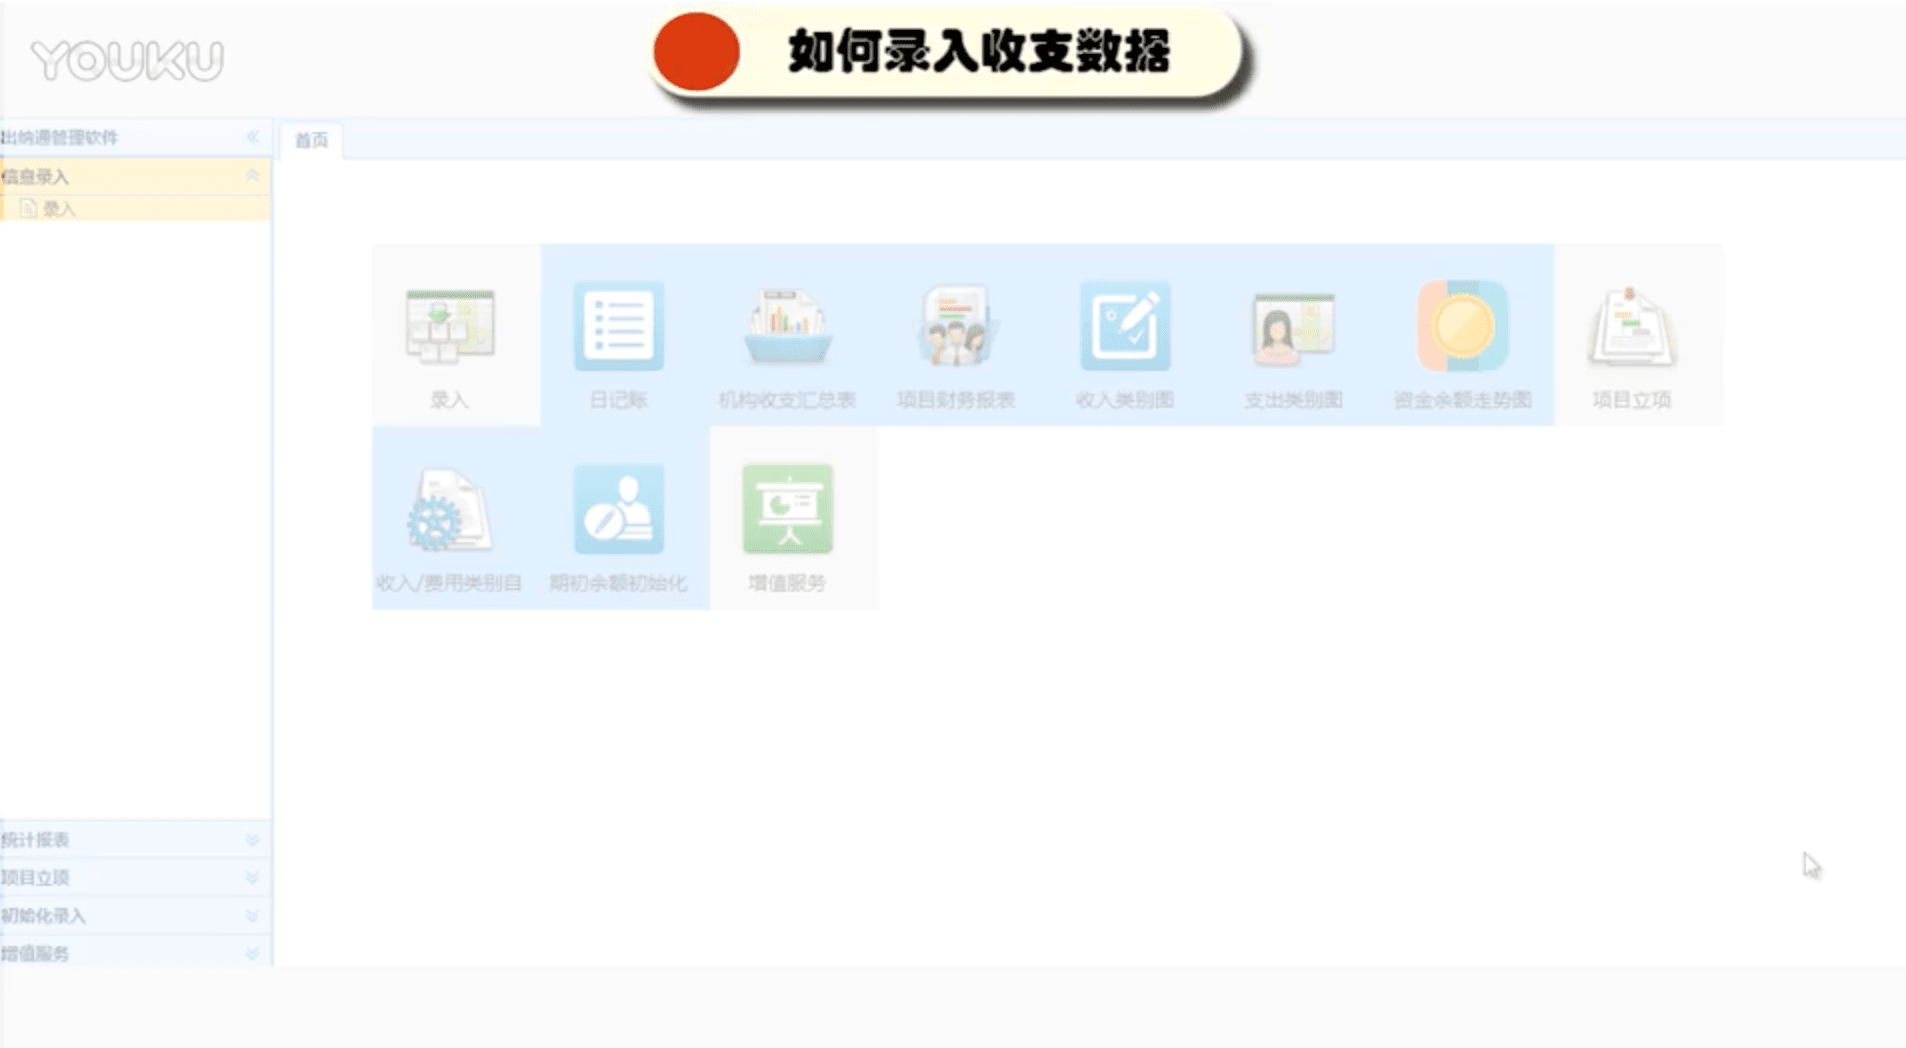 YOUKU
如何录入收支数据
出纳通管理软件
首页
信息录入
录入
录入
日记账
机构收支汇总表
项目财务报表
收入类别图
支出类别图
资金余额走势图
项目立项
收入/费用类别目
期初余额初始化
增值服务
统计报表
项目立项
初始化录入
增值服务